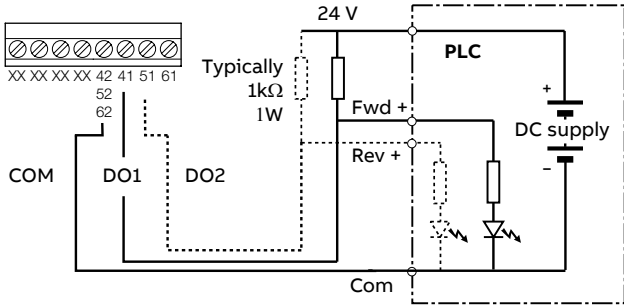 24 V
XX XX XX XX 42 41 51 61
52
62
Typically
1kΩ
1W
PLC
Fwd +
Rev +
+
DC supply
−
COM
DO1
DO2
Com